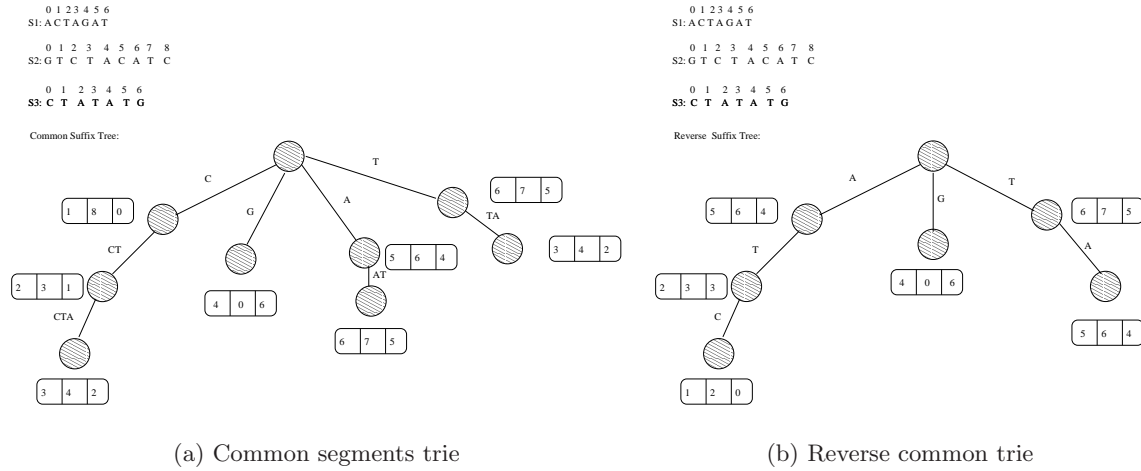 0 1 2 3 4 5 6
S1: A C T A G A T
0 1 2 3 4 5 6 7 8
S2: G T C T A C A T C
0 1 2 3 4 5 6
S3: C T A T A T G
Common Suffix Tree:
T
C
G
A
6 7 5
1 8 0
TA
CT
5 6 4
3 4 2
AT
2 3 1
4 0 6
CTA
6 7 5
3 4 2
(a) Common segments trie
0 1 2 3 4 5 6
S1: A C T A G A T
0 1 2 3 4 5 6 7 8
S2: G T C T A C A T C
0 1 2 3 4 5 6
S3: C T A T A T G
Reverse Suffix Tree:
A
G
T
5 6 4
6 7 5
T
A
2 3 3
4 0 6
C
5 6 4
1 2 0
(b) Reverse common trie